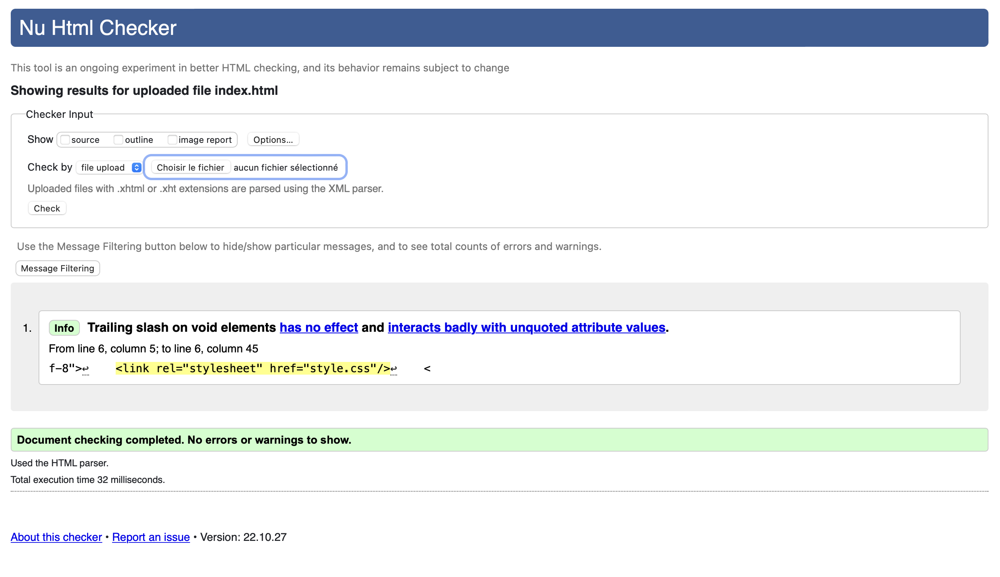 Nu Html Checker
This tool is an ongoing experiment in better HTML checking, and its behavior remains subject to change
Showing results for uploaded file index.html
Checker Input
Show source outline image report Options...
Check by file upload Choisir le fichier aucun fichier sélectionné
Uploaded files with .xhtml or .xht extensions are parsed using the XML parser.
Check
Use the Message Filtering button below to hide/show particular messages, and to see total counts of errors and warnings.
Message Filtering
1. Info Trailing slash on void elements has no effect and interacts badly with unquoted attribute values.
From line 6, column 5; to line 6, column 45
f-8">↩    <link rel="stylesheet" href="style.css"/>↩    <
Document checking completed. No errors or warnings to show.
Used the HTML parser.
Total execution time 32 milliseconds.
About this checker • Report an issue • Version: 22.10.27